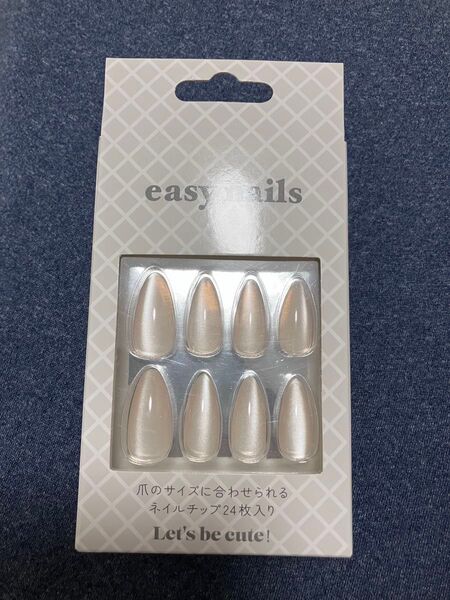 easy nails
爪のサイズに合わせられる
ネイルチップ24枚入り
Let's be cute!